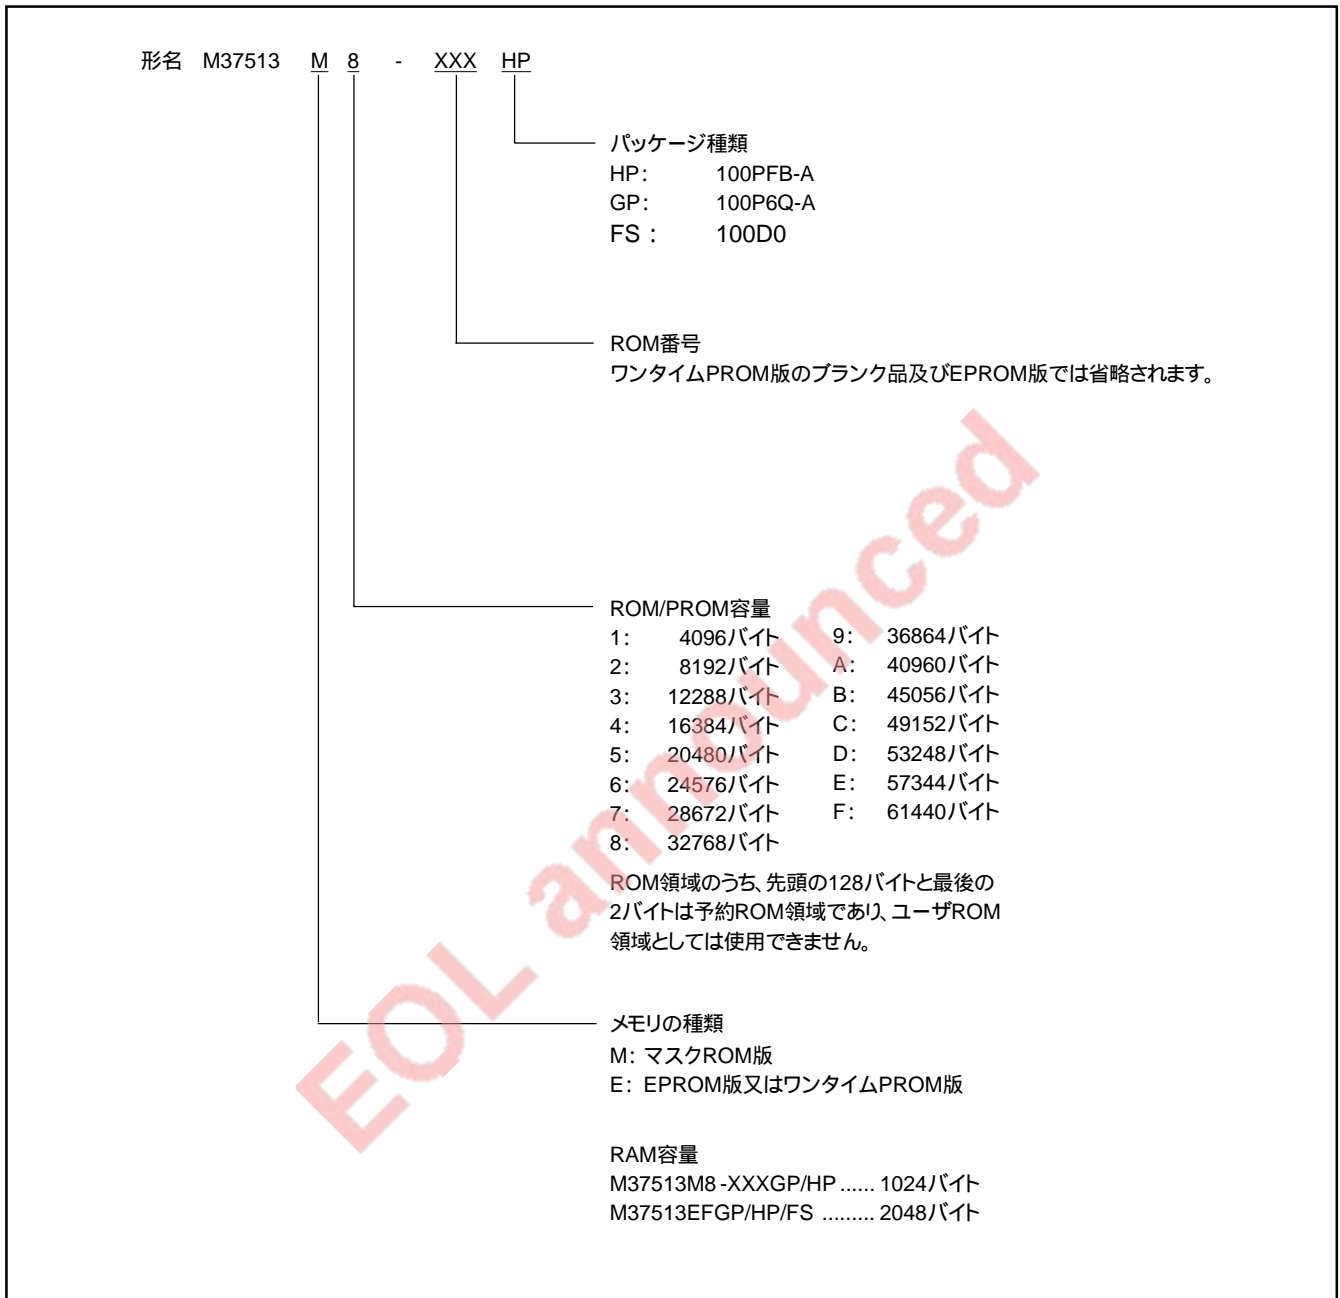 形名 M37513 M 8 - XXX HP
パッケージ種類
HP: 100PFB-A
GP: 100P6Q-A
FS : 100D0
ROM番号
ワンタイムPROM版のブランク品及びEPROM版では省略されます。
ROM/PROM容量
1: 4096バイト 9: 36864バイト
2: 8192バイト A: 40960バイト
3: 12288バイト B: 45056バイト
4: 16384バイト C: 49152バイト
5: 20480バイト D: 53248バイト
6: 24576バイト E: 57344バイト
7: 28672バイト F: 61440バイト
8: 32768バイト
ROM領域のうち、先頭の128バイトと最後の
2バイトは予約ROM領域であり、ユーザROM
領域としては使用できません。
メモリの種類
M: マスクROM版
E: EPROM版又はワンタイムPROM版
RAM容量
M37513M8-XXXGP/HP ...... 1024バイト
M37513EFGP/HP/FS ......... 2048バイト
EOL announced